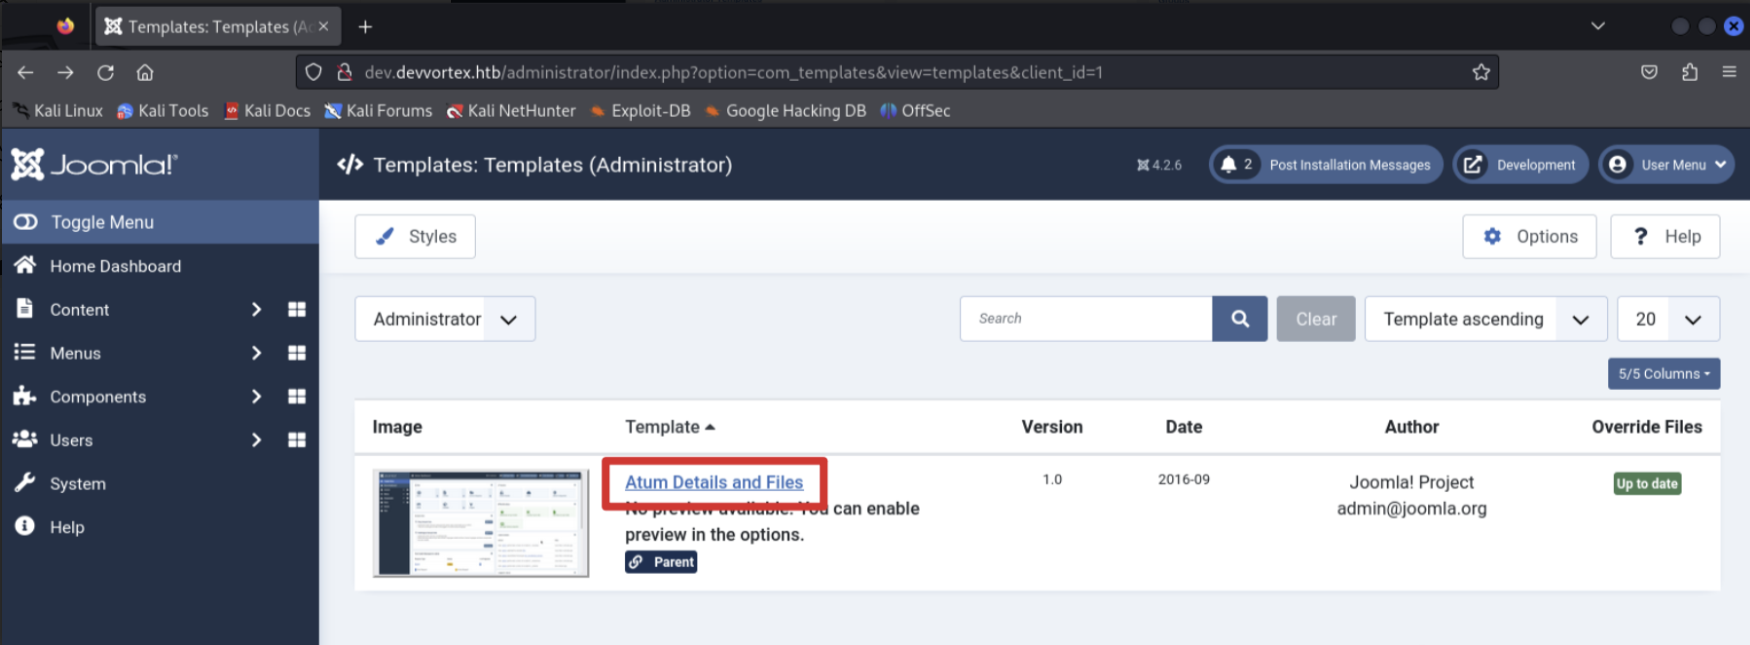 Templates: Templates (Ad
dev.devvortex.htb/administrator/index.php?option=com_templates&view=templates&client_id=1
Kali Linux Kali Tools Kali Docs Kali Forums Kali NetHunter Exploit-DB Google Hacking DB OffSec
Joomla!®
Templates: Templates (Administrator)
4.2.6
2 Post Installation Messages
Development
User Menu
Toggle Menu
Home Dashboard
Content
Menus
Components
Users
System
Help
Styles
Options
? Help
Administrator
Search
Clear
Template ascending
20
5/5 Columns
Image Template Version Date Author Override Files
Atum Details and Files 1.0 2016-09 Joomla! Project Up to date
No preview available. You can enable admin@joomla.org
preview in the options.
Parent